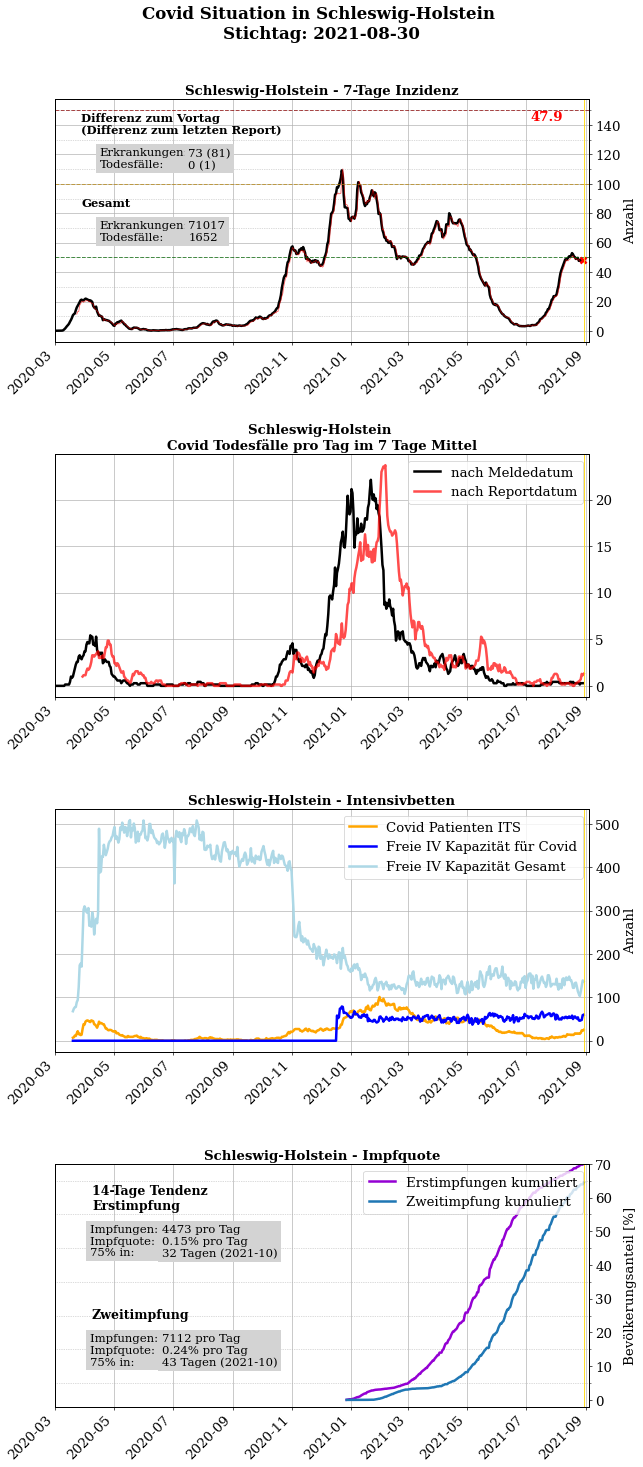 Covid Situation in Schleswig-Holstein
Stichtag: 2021-08-30
Schleswig-Holstein - 7-Tage Inzidenz
Differenz zum Vortag
(Differenz zum letzten Report)
Erkrankungen 73 (81)
Todesfälle: 0 (1)
Gesamt
Erkrankungen 71017
Todesfälle: 1652
47.9
140
120
100
80
60
40
20
0
Anzahl
2020-03 2020-05 2020-07 2020-09 2020-11 2021-01 2021-03 2021-05 2021-07 2021-09
Schleswig-Holstein
Covid Todesfälle pro Tag im 7 Tage Mittel
nach Meldedatum
nach Reportdatum
20
15
10
5
0
2020-03 2020-05 2020-07 2020-09 2020-11 2021-01 2021-03 2021-05 2021-07 2021-09
Schleswig-Holstein - Intensivbetten
Covid Patienten ITS
Freie IV Kapazität für Covid
Freie IV Kapazität Gesamt
500
400
300
200
100
0
Anzahl
2020-03 2020-05 2020-07 2020-09 2020-11 2021-01 2021-03 2021-05 2021-07 2021-09
Schleswig-Holstein - Impfquote
14-Tage Tendenz
Erstimpfung
Impfungen: 4473 pro Tag
Impfquote: 0.15% pro Tag
75% in: 32 Tagen (2021-10)
Zweitimpfung
Impfungen: 7112 pro Tag
Impfquote: 0.24% pro Tag
75% in: 43 Tagen (2021-10)
Erstimpfungen kumuliert
Zweitimpfung kumuliert
70
60
50
40
30
20
10
0
Bevölkerungsanteil [%]
2020-03 2020-05 2020-07 2020-09 2020-11 2021-01 2021-03 2021-05 2021-07 2021-09